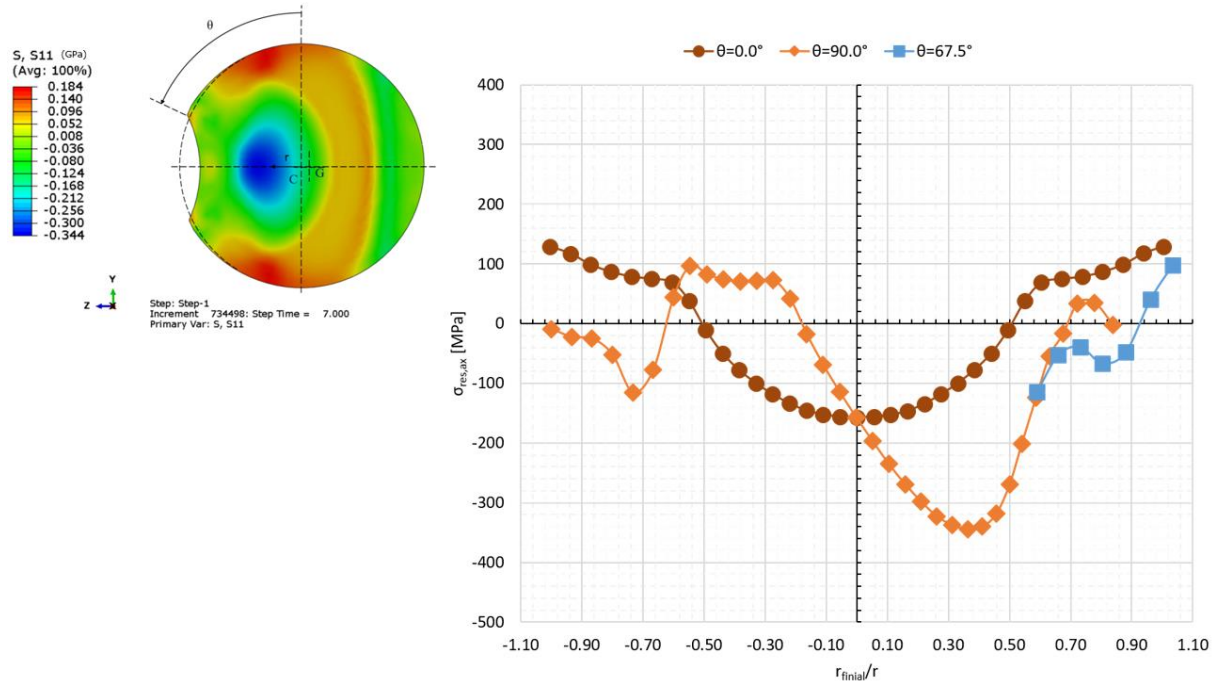 θ
S, S11 (GPa)
(Avg: 100%)
0.184
0.140
0.096
0.052
0.008
-0.036
-0.080
-0.124
-0.168
-0.212
-0.256
-0.300
-0.344
r
C
G
Y
Z
X
Step: Step-1
Increment 734498: Step Time = 7.000
Primary Var: S, S11
θ=0.0° θ=90.0° θ=67.5°
400
300
200
100
0
-100
-200
-300
-400
-500
σres,ax [MPa]
-1.10 -0.90 -0.70 -0.50 -0.30 -0.10 0.10 0.30 0.50 0.70 0.90 1.10
rfinial/r